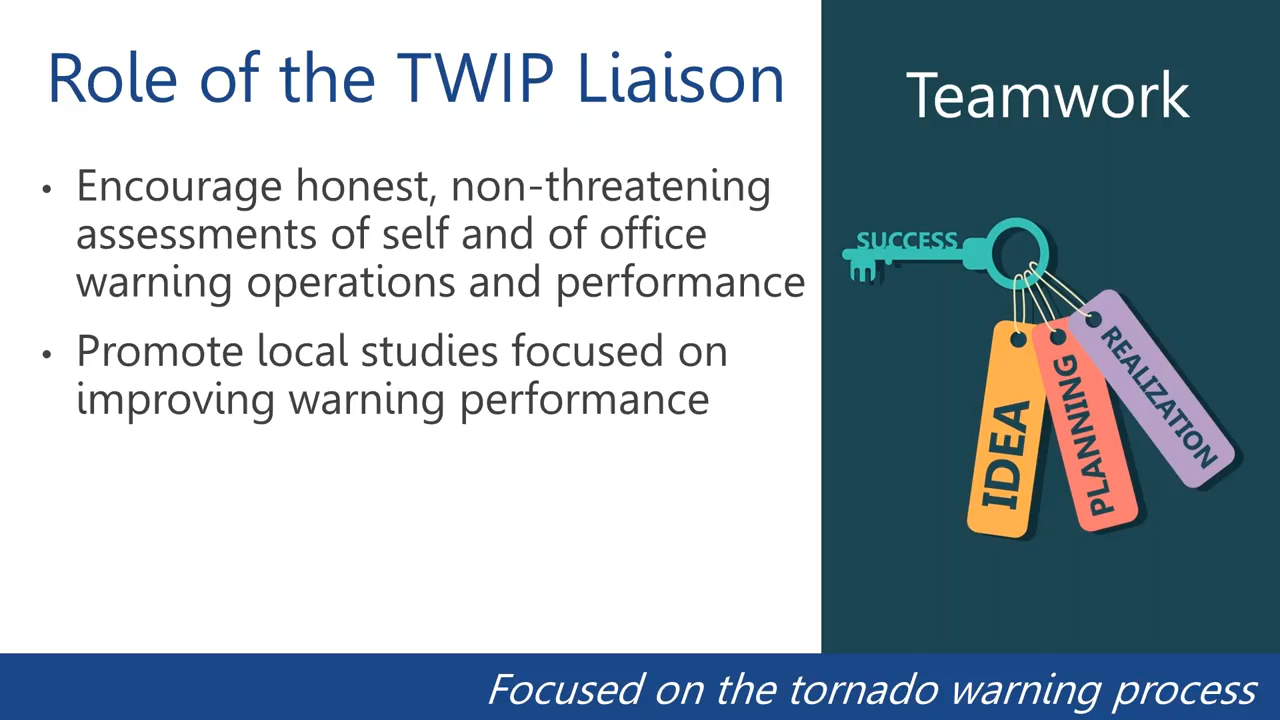 Role of the TWIP Liaison
• Encourage honest, non-threatening
assessments of self and of office
warning operations and performance
• Promote local studies focused on
improving warning performance
Teamwork
SUCCESS
IDEA
PLANNING
REALIZATION
Focused on the tornado warning process